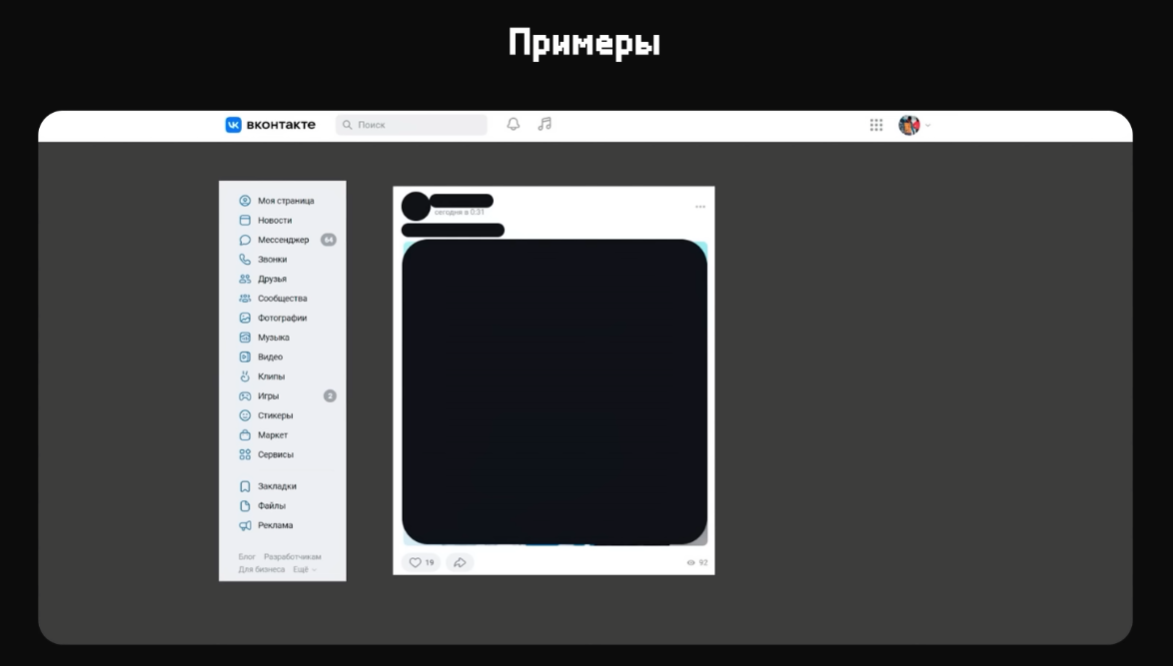 Примеры
ВКОНТАКТЕ
Поиск
сегодня в 0:31
Моя страница
Новости
Мессенджер 64
Звонки
Друзья
Сообщества
Фотографии
Музыка
Видео
Клипы
Игры 2
Стикеры
Маркет
Сервисы
Закладки
Файлы
Реклама
Блог Разработчикам
Для бизнеса Ещё
19
92